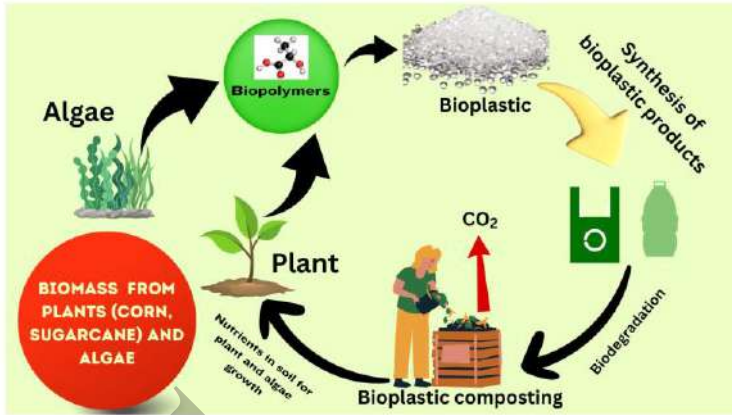 Algae
Biopolymers
Bioplastic
Synthesis of
bioplastic products
CO₂
Plant
BIOMASS FROM
PLANTS (CORN,
SUGARCANE) AND
ALGAE
Nutrients in soil for
plant and algae
growth
Bioplastic composting
Biodegradation